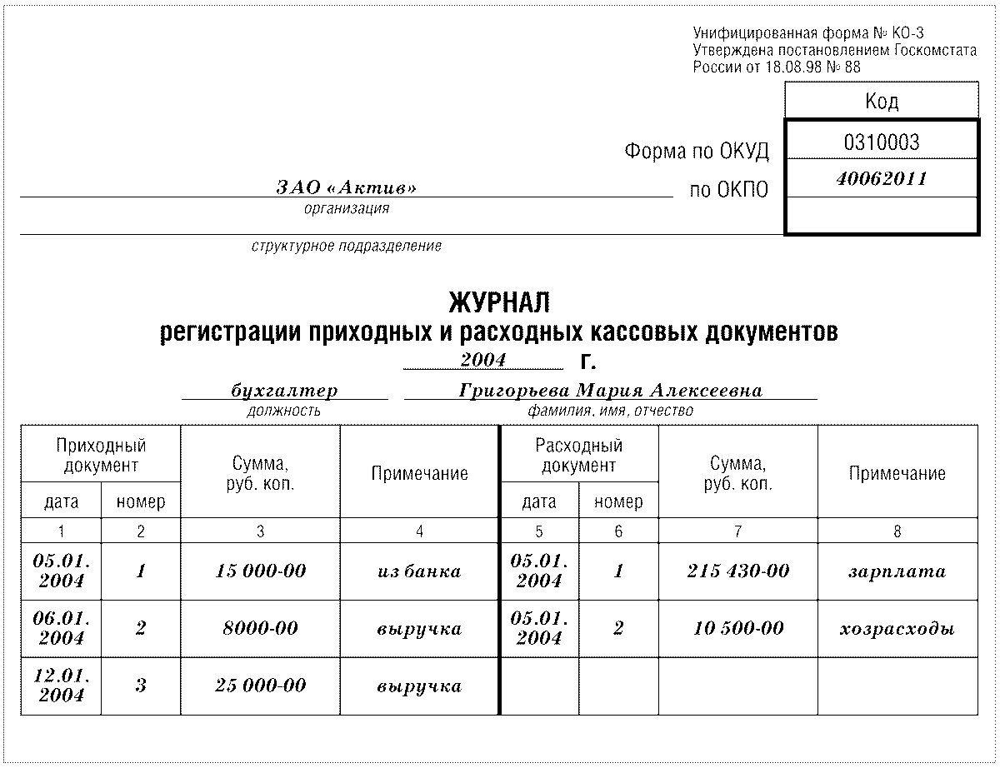 Унифицированная форма № КО-3
Утверждена постановлением Госкомстата
России от 18.08.98 № 88
Код
Форма по ОКУД 0310003
ЗАО «Актив» по ОКПО 40062011
организация
структурное подразделение
ЖУРНАЛ
регистрации приходных и расходных кассовых документов
2004 г.
бухгалтер Григорьева Мария Алексеевна
должность фамилия, имя, отчество
Приходный документ Сумма, руб. коп. Примечание Расходный документ Сумма, руб. коп. Примечание
дата номер дата номер
1 2 3 4 5 6 7 8
05.01.2004 1 15 000-00 из банка 05.01.2004 1 215 430-00 зарплата
06.01.2004 2 8000-00 выручка 05.01.2004 2 10 500-00 хозрасходы
12.01.2004 3 25 000-00 выручка